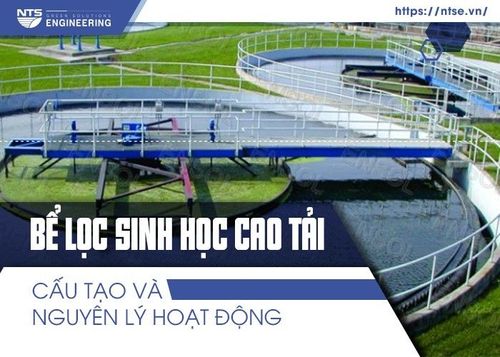 NTS
GREEN SOLUTIONS
ENGINEERING
https://ntse.vn/
BỂ LỌC SINH HỌC CAO TẢI
CẤU TẠO VÀ
NGUYÊN LÝ HOẠT ĐỘNG